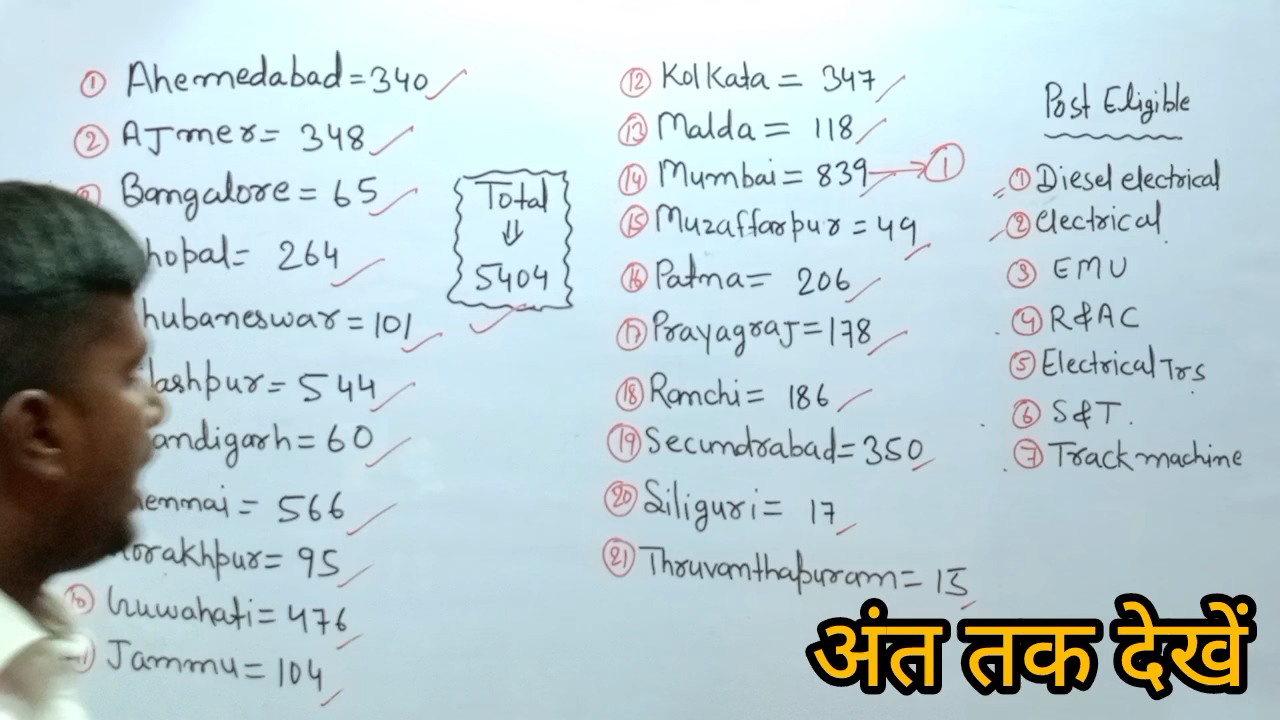 ① Ahemedabad = 340
② AJmer = 348
Bangalore = 65
hopal = 264
hubaneswar = 101
lashpur = 544
andigarh = 60
ennai = 566
orakhpur = 95
⑩ Guwahati = 476
Jammu = 104
Total
⇓
5404
⑫ Kolkata = 347
⑬ Malda = 118
⑭ Mumbai = 839 → ①
⑮ Muzaffarpur = 49
⑯ Patna = 206
⑰ PrayagraJ = 178
⑱ Ranchi = 186
⑲ Secundrabad = 350
⑳ Siliguri = 17
㉑ Thruvanthapuram = 15
Post Eligible
① Diesel electrical
② electrical
③ EMU
④ R&AC
⑤ Electrical Trs
⑥ S&T.
⑦ Track machine
अंत तक देखें